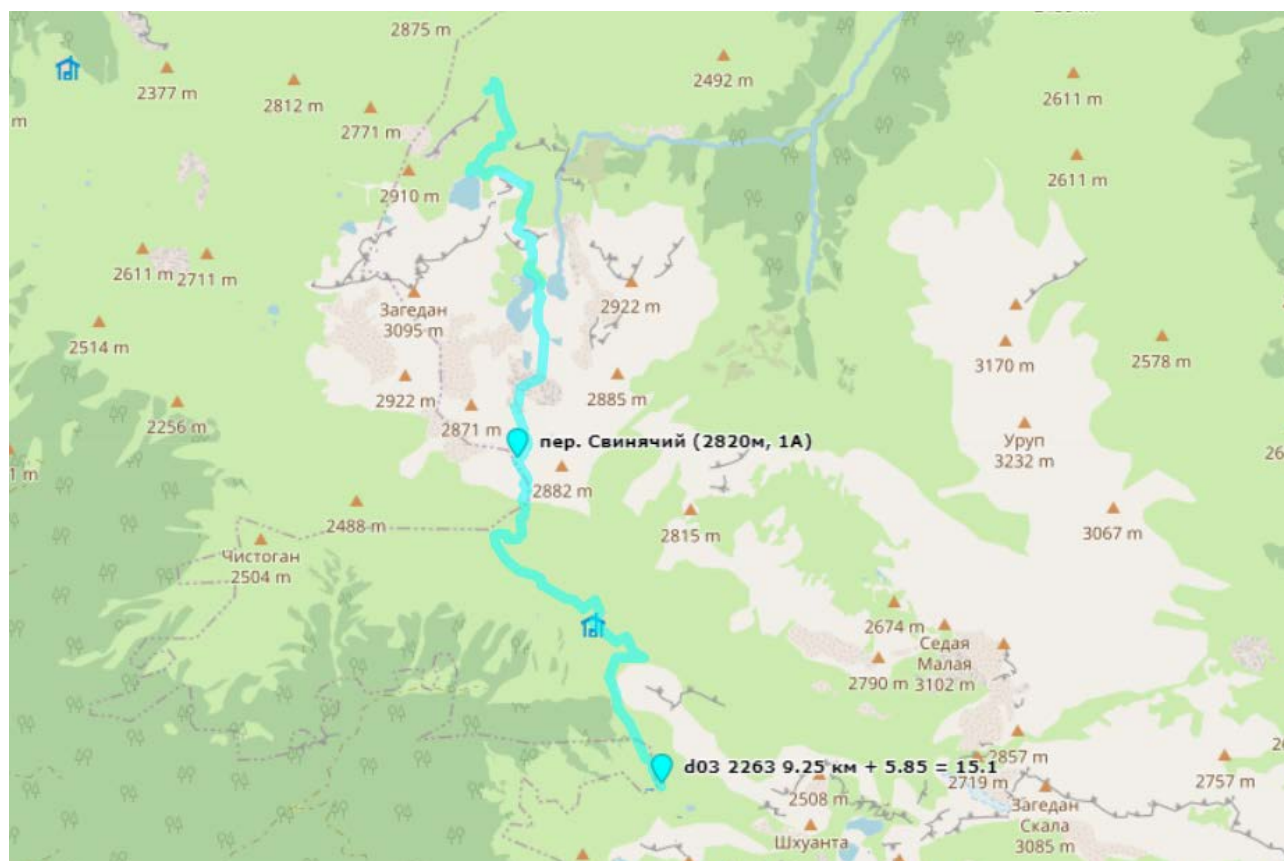 2875 m
2377 m
2812 m
2492 m
2611 m
2771 m
m
2910 m
2611 m
2611 m
2711 m
Загедан
3095 m
2922 m
2514 m
3170 m
2578 m
2922 m
2885 m
2256 m
2871 m
Уруп
3232 m
пер. Свинячий (2820м, 1А)
1 m
2882 m
2488 m
2815 m
3067 m
Чистоган
2504 m
2674 m
Седая
Малая
3102 m
2790 m
2857 m
d03 2263 9.25 км + 5.85 = 15.1
2719 m
2757 m
2508 m
Загедан
Скала
3085 m
Шхуанта